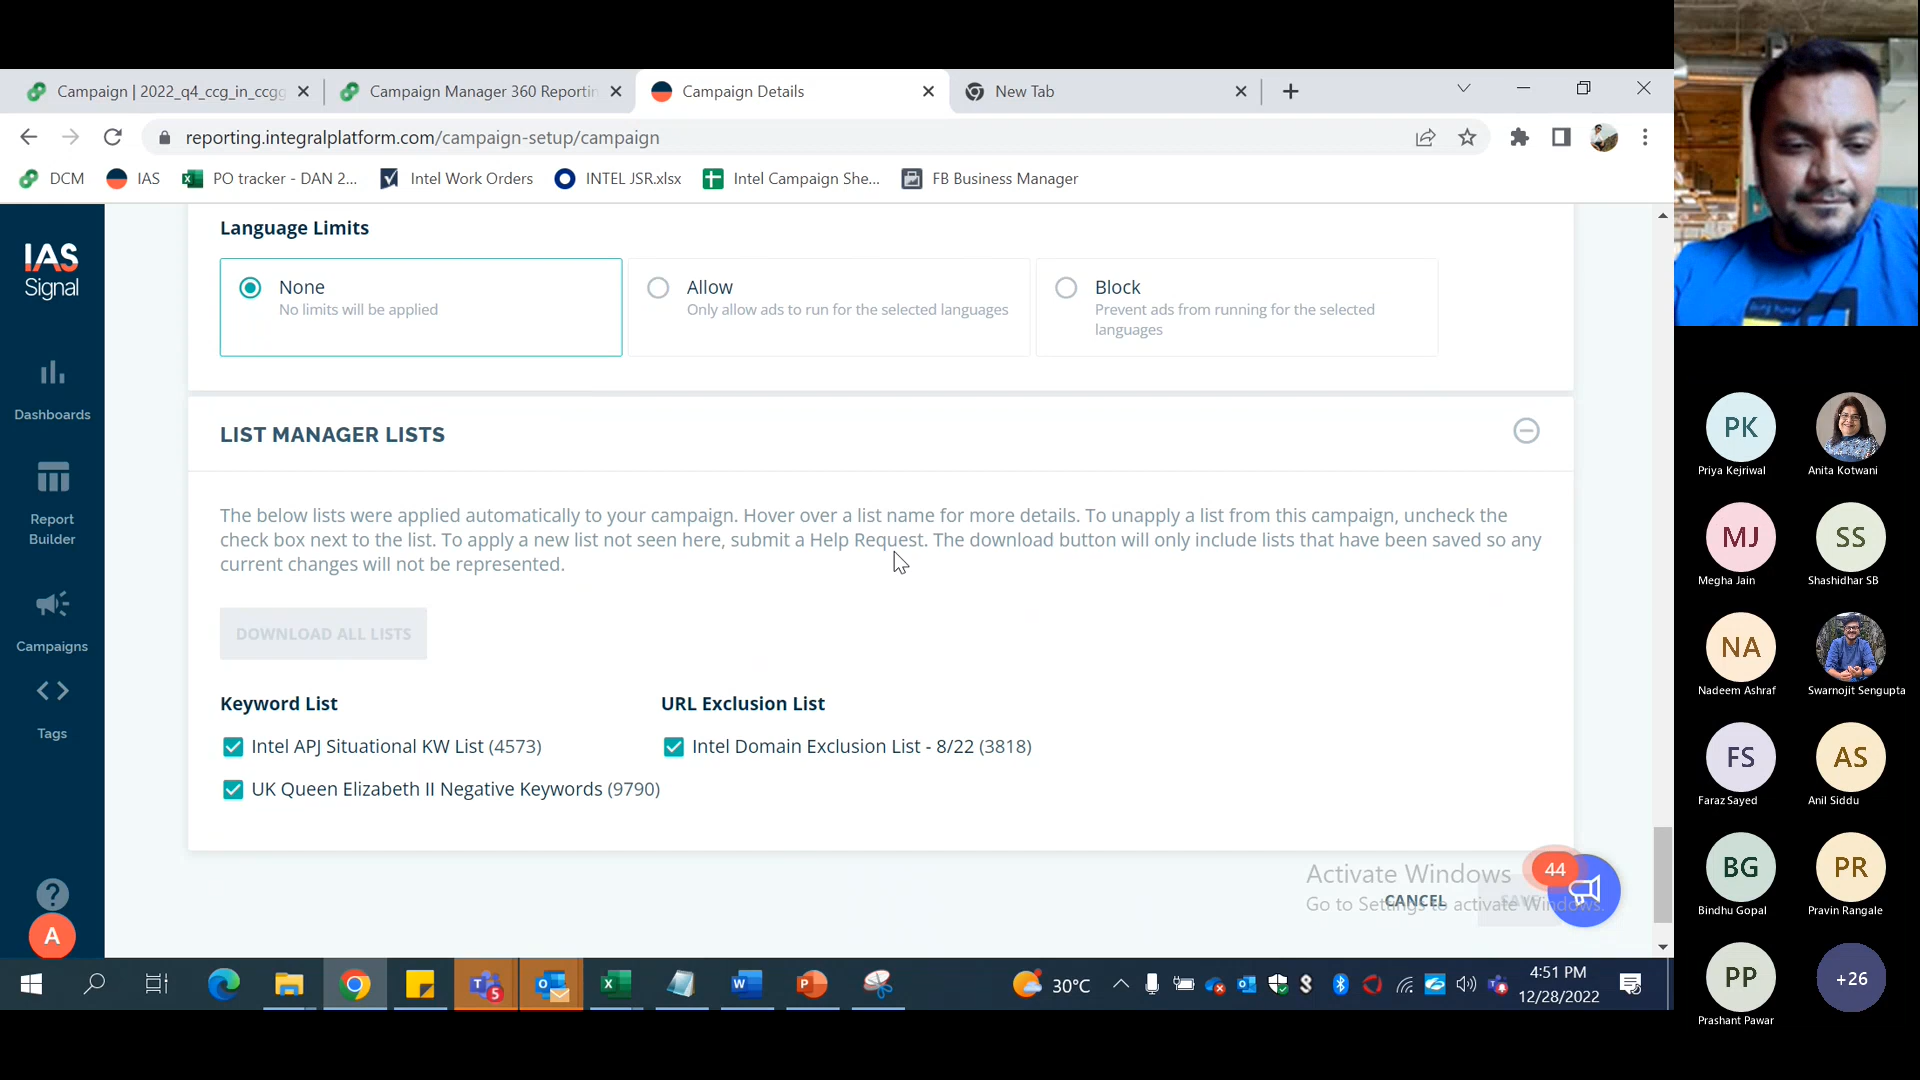 Campaign | 2022_q4_ccg_in_ccgg
Campaign Manager 360 Reportin
Campaign Details
New Tab
reporting.integralplatform.com/campaign-setup/campaign
DCM
IAS
PO tracker - DAN 2...
Intel Work Orders
INTEL JSR.xlsx
Intel Campaign She...
FB Business Manager
IAS
Signal
Dashboards
Report
Builder
Campaigns
Tags
?
A
Language Limits
None
No limits will be applied
Allow
Only allow ads to run for the selected languages
Block
Prevent ads from running for the selected
languages
LIST MANAGER LISTS
The below lists were applied automatically to your campaign. Hover over a list name for more details. To unapply a list from this campaign, uncheck the
check box next to the list. To apply a new list not seen here, submit a Help Request. The download button will only include lists that have been saved so any
current changes will not be represented.
DOWNLOAD ALL LISTS
Keyword List
Intel APJ Situational KW List (4573)
UK Queen Elizabeth II Negative Keywords (9790)
URL Exclusion List
Intel Domain Exclusion List - 8/22 (3818)
Activate Windows
Go to Settings to activate Windows.
CANCEL
SAVE
44
5
30°C
4:51 PM
12/28/2022
PK
Priya Kejriwal
Anita Kotwani
MJ
Megha Jain
SS
Shashidhar SB
NA
Nadeem Ashraf
Swarnojit Sengupta
FS
Faraz Sayed
AS
Anil Siddu
BG
Bindhu Gopal
PR
Pravin Rangale
PP
Prashant Pawar
+26